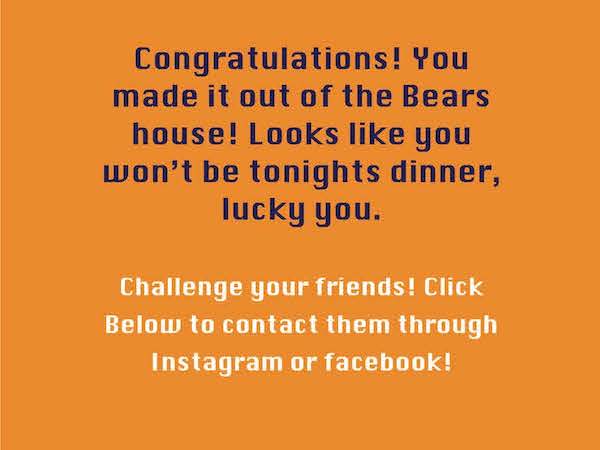 Congratulations! You
made it out of the Bears
house! Looks like you
won’t be tonights dinner,
lucky you.
Challenge your friends! Click
Below to contact them through
Instagram or facebook!